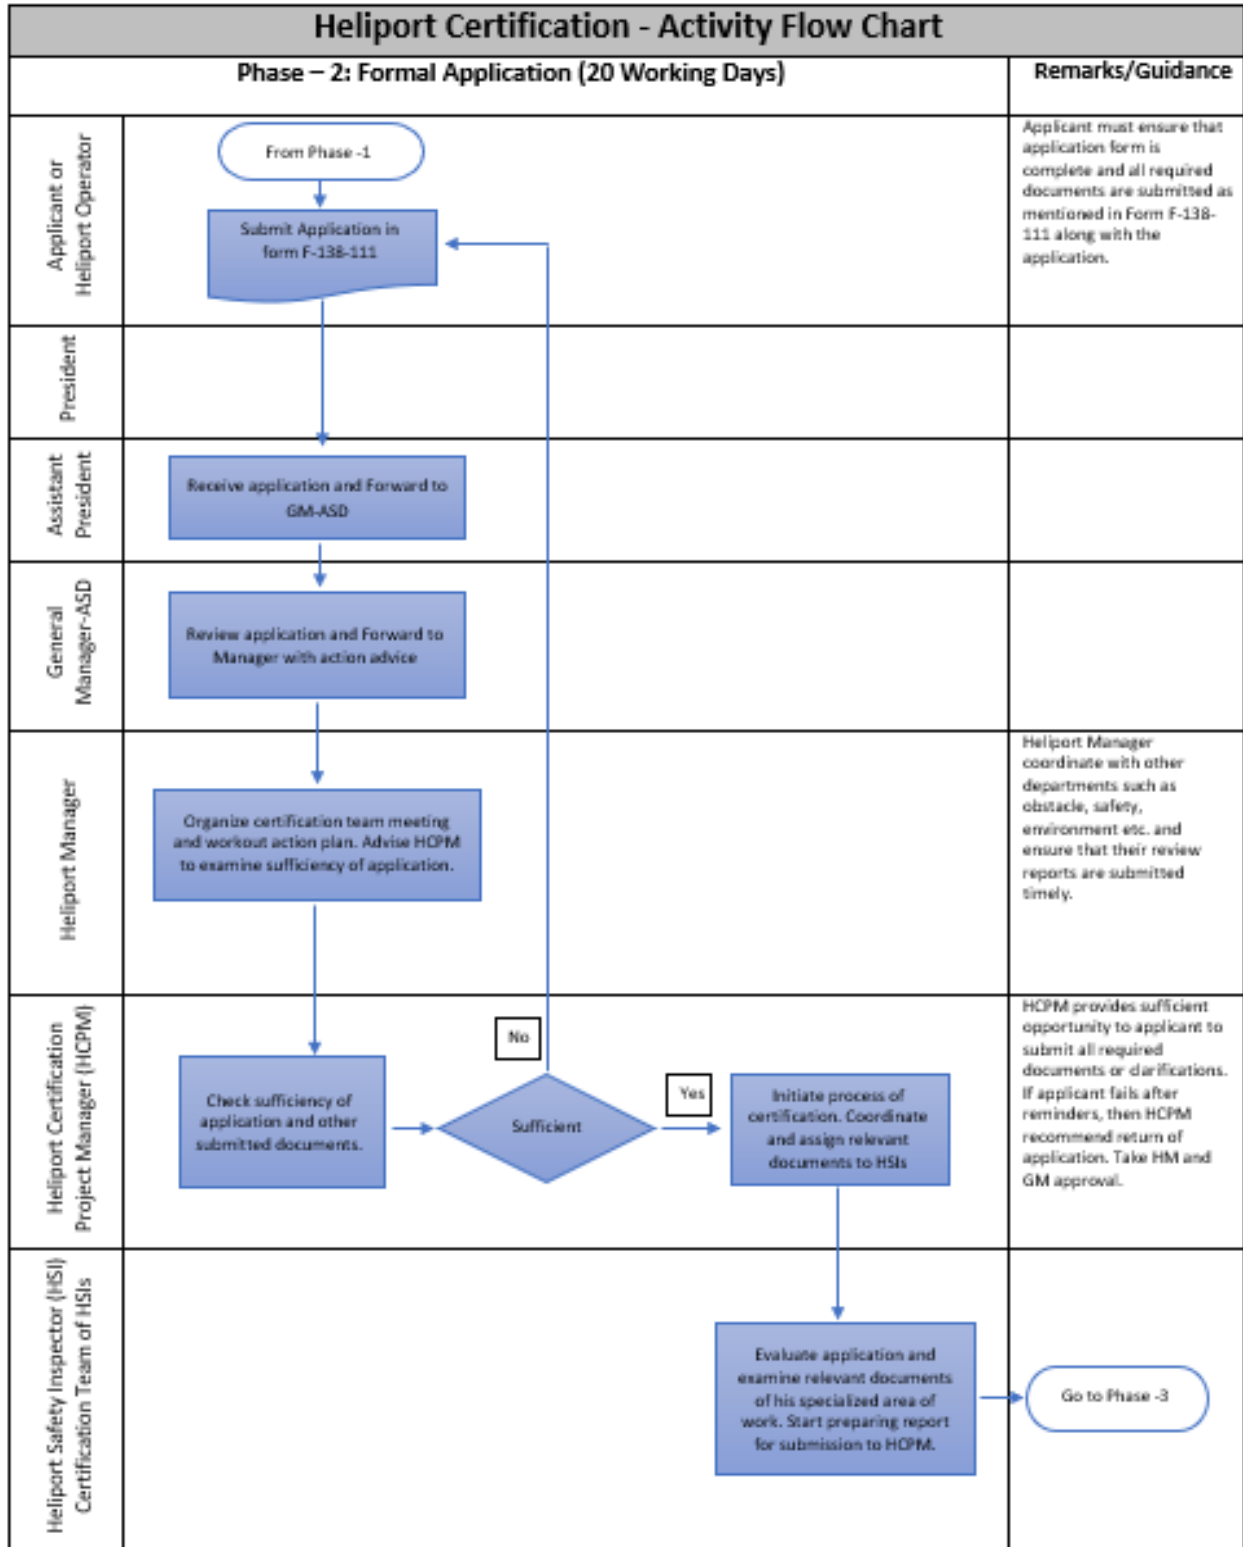 Heliport Certification - Activity Flow Chart
Phase – 2: Formal Application (20 Working Days)
Remarks/Guidance
Applicant or
Heliport Operator
From Phase -1
Submit Application in
form F-138-111
Applicant must ensure that
application form is
complete and all required
documents are submitted as
mentioned in Form F-138-
111 along with the
application.
President
Assistant
President
Receive application and Forward to
GM-ASD
General
Manager-ASD
Review application and Forward to
Manager with action advice
Heliport Manager
Organize certification team meeting
and workout action plan. Advise HCPM
to examine sufficiency of application.
Heliport Manager
coordinate with other
departments such as
obstacle, safety,
environment etc. and
ensure that their review
reports are submitted
timely.
Heliport Certification
Project Manager (HCPM)
Check sufficiency of
application and other
submitted documents.
No
Sufficient
Yes
Initiate process of
certification. Coordinate
and assign relevant
documents to HSIs
HCPM provides sufficient
opportunity to applicant to
submit all required
documents or clarifications.
If applicant fails after
reminders, then HCPM
recommend return of
application. Take HM and
GM approval.
Heliport Safety Inspector (HSI)
Certification Team of HSIs
Evaluate application and
examine relevant documents
of his specialized area of
work. Start preparing report
for submission to HCPM.
Go to Phase -3